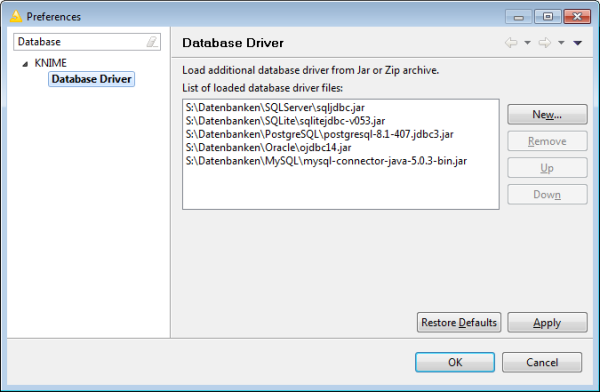 Preferences
Database
Database Driver
KNIME
Database Driver
Load additional database driver from Jar or Zip archive.
List of loaded database driver files:
S:\Datenbanken\SQLServer\sqljdbc.jar
S:\Datenbanken\SQLite\sqlitejdbc-v053.jar
S:\Datenbanken\PostgreSQL\postgresql-8.1-407.jdbc3.jar
S:\Datenbanken\Oracle\ojdbc14.jar
S:\Datenbanken\MySQL\mysql-connector-java-5.0.3-bin.jar
New...
Remove
Up
Down
Restore Defaults
Apply
OK
Cancel